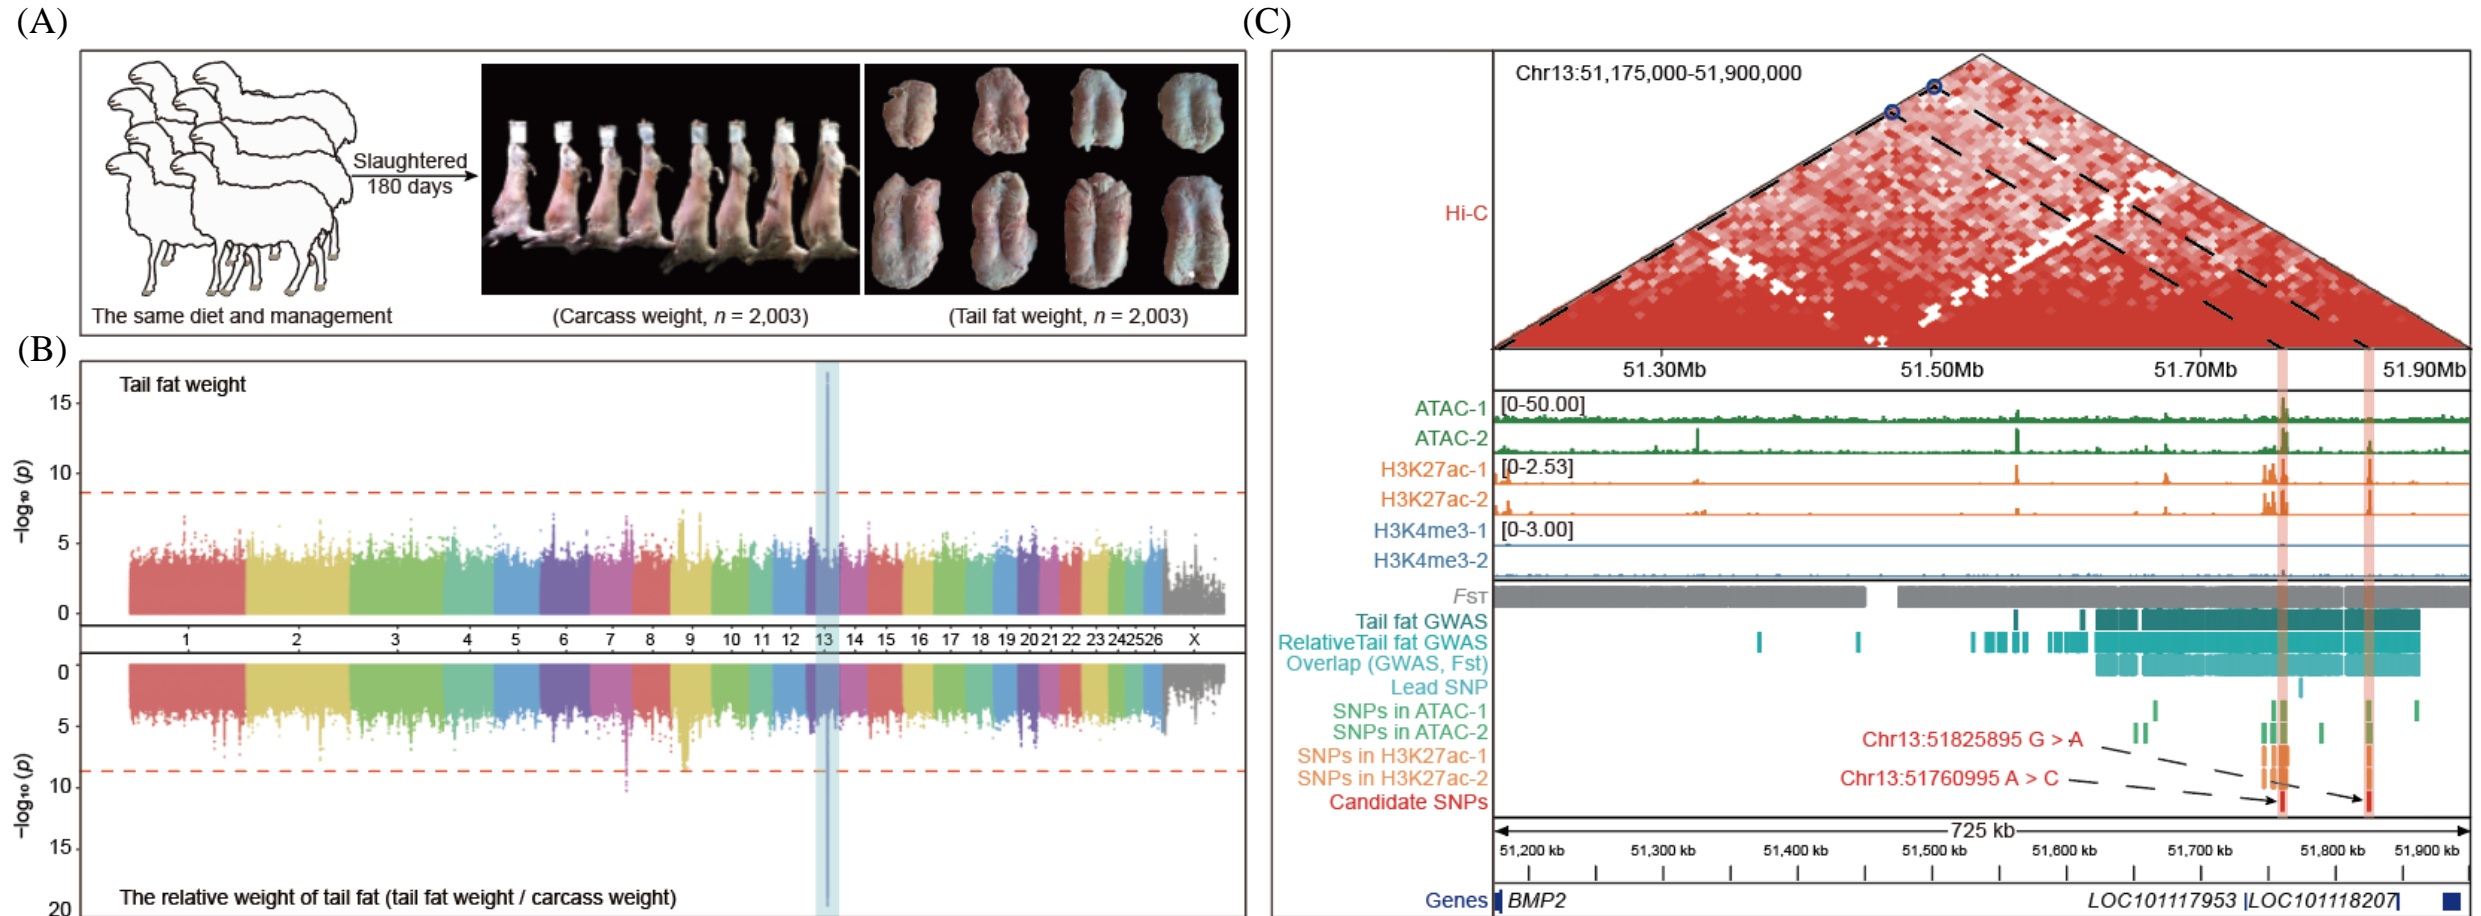 (A)
Slaughtered
180 days
The same diet and management
(Carcass weight, n = 2,003)
(Tail fat weight, n = 2,003)
(B)
Tail fat weight
–log₁₀ (p)
15
10
5
0
1 2 3 4 5 6 7 8 9 10 11 12 13 14 15 16 17 18 19 20 21 22 23 24 25 26 X
0
5
10
15
20
–log₁₀ (p)
The relative weight of tail fat (tail fat weight / carcass weight)
(C)
Chr13:51,175,000-51,900,000
Hi-C
51.30Mb 51.50Mb 51.70Mb 51.90Mb
ATAC-1 [0-50.00]
ATAC-2
H3K27ac-1 [0-2.53]
H3K27ac-2
H3K4me3-1 [0-3.00]
H3K4me3-2
FST
Tail fat GWAS
RelativeTail fat GWAS
Overlap (GWAS, Fst)
Lead SNP
SNPs in ATAC-1
SNPs in ATAC-2
Chr13:51825895 G > A
SNPs in H3K27ac-1
SNPs in H3K27ac-2
Chr13:51760995 A > C
Candidate SNPs
725 kb
51,200 kb 51,300 kb 51,400 kb 51,500 kb 51,600 kb 51,700 kb 51,800 kb 51,900 kb
Genes BMP2 LOC101117953 LOC101118207